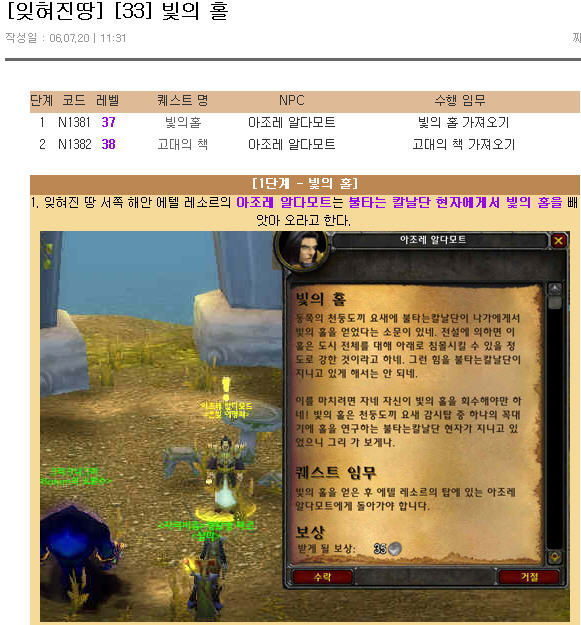 [잊혀진땅] [33] 빛의 홀
작성일 : 06.07.20 | 11:31
찌
단계 코드 레벨 퀘스트 명 NPC 수행 임무
1 N1381 37 빛의홀 아조레 알다모트 빛의 홀 가져오기
2 N1382 38 고대의 책 아조레 알다모트 고대의 책 가져오기
[1단계 - 빛의 홀]
1. 잊혀진 땅 서쪽 해안 에텔 레소르의 아조레 알다모트는 불타는 칼날단 현자에게서 빛의 홀을 빼
앗아 오라고 한다.
아조레 알다모트
빛의 홀
동쪽의 천둥도끼 요새에 불타는칼날단이 나가에게서
빛의 홀을 얻었다는 소문이 있네. 전설에 의하면 이
홀은 도시 전체를 대해 아래로 침몰시킬 수 있을 정
도로 강한 것이라고 하네. 그런 힘을 불타는칼날단이
지니고 있게 해서는 안 되네.
이를 마치려면 자네 자신이 빛의 홀을 회수해야만 하
네! 빛의 홀은 천둥도끼 요새 감시탑 중 하나의 꼭대
기에 홀을 연구하는 불타는칼날단 현자가 지니고 있
었으니 그리 가 보게나.
퀘스트 임무
빛의 홀을 얻은 후 에텔 레소르의 탑에 있는 아조레
알다모트에게 돌아가야 합니다.
보상
받게 될 보상: 35
수락 거절
아조레 알다모트